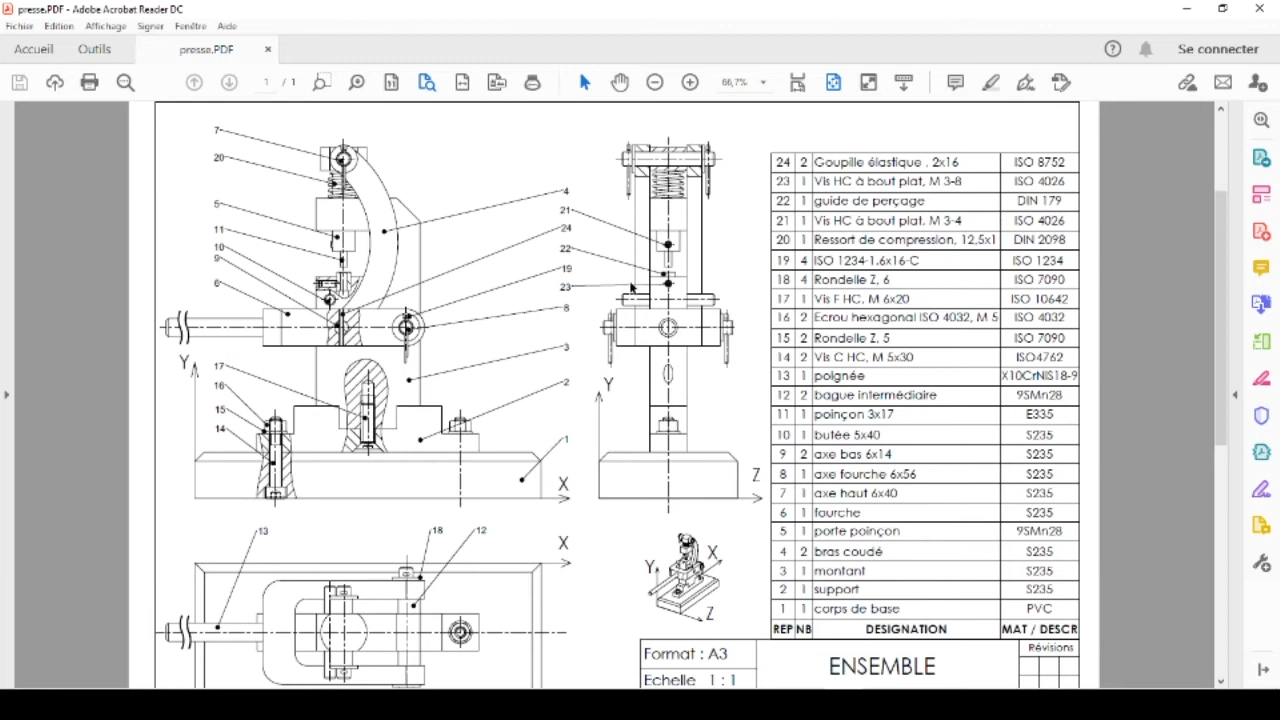 presse.PDF - Adobe Acrobat Reader DC
Fichier Edition Affichage Signer Fenêtre Aide
Accueil Outils presse.PDF × Se connecter
1 / 1 66,7%
7
20
5
11
10
9
6
4
24
19
8
3
2
1
17
16
15
14
21
22
23
Y
X
Y
Z
13
18
12
X
Y
X
Z
24 2 Goupille élastique , 2x16 ISO 8752
23 1 Vis HC à bout plat, M 3-8 ISO 4026
22 1 guide de perçage DIN 179
21 1 Vis HC à bout plat, M 3-4 ISO 4026
20 1 Ressort de compression, 12,5x1 DIN 2098
19 4 ISO 1234-1.6x16-C ISO 1234
18 4 Rondelle Z, 6 ISO 7090
17 1 Vis F HC, M 6x20 ISO 10642
16 2 Ecrou hexagonal ISO 4032, M 5 ISO 4032
15 2 Rondelle Z, 5 ISO 7090
14 2 Vis C HC, M 5x30 ISO4762
13 1 poignée X10CrNiS18-9
12 2 bague intermédiaire 9SMn28
11 1 poinçon 3x17 E335
10 1 butée 5x40 S235
9 2 axe bas 6x14 S235
8 1 axe fourche 6x56 S235
7 1 axe haut 6x40 S235
6 1 fourche S235
5 1 porte poinçon 9SMn28
4 2 bras coudé S235
3 1 montant S235
2 1 support S235
1 1 corps de base PVC
REP NB DESIGNATION MAT / DESCR
Format : A3
Echelle 1 : 1
ENSEMBLE
Révisions